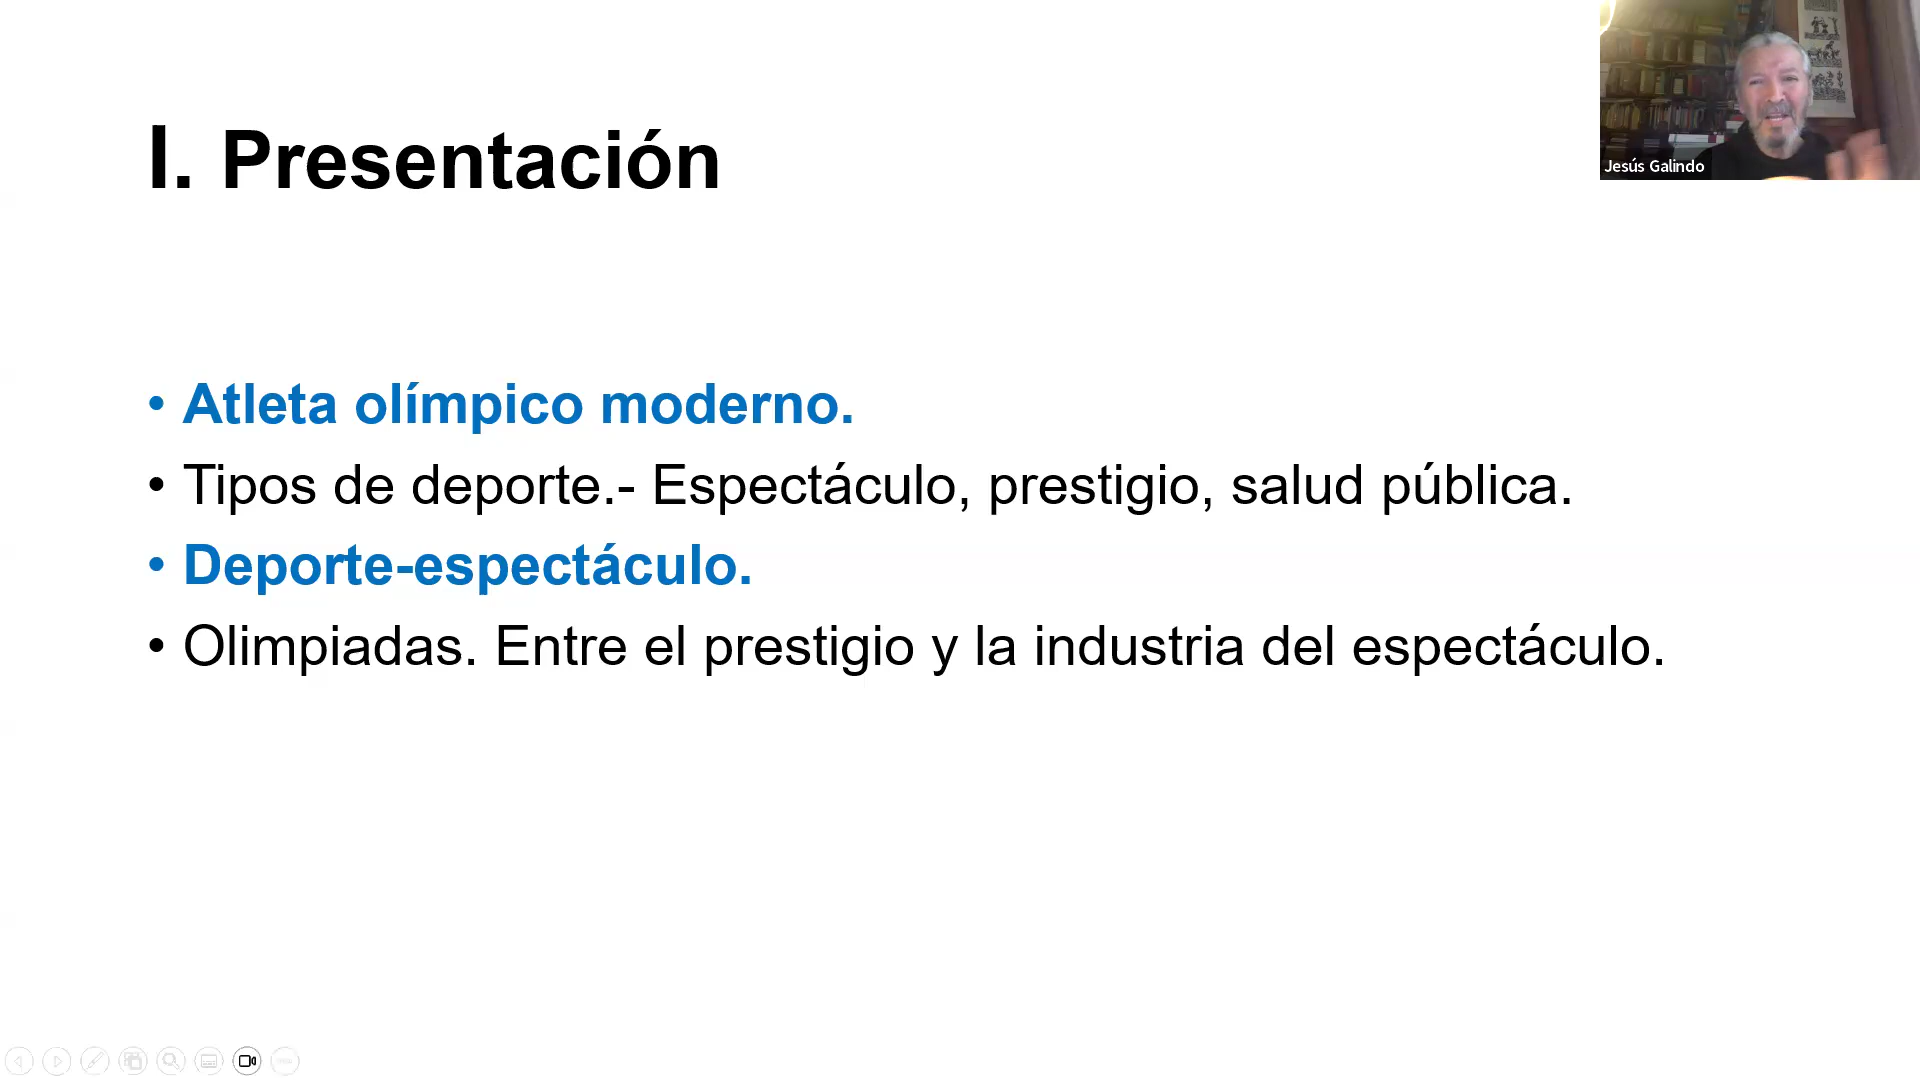 I. Presentación
Jesús Galindo
• Atleta olímpico moderno.
• Tipos de deporte.- Espectáculo, prestigio, salud pública.
• Deporte-espectáculo.
• Olimpiadas. Entre el prestigio y la industria del espectáculo.